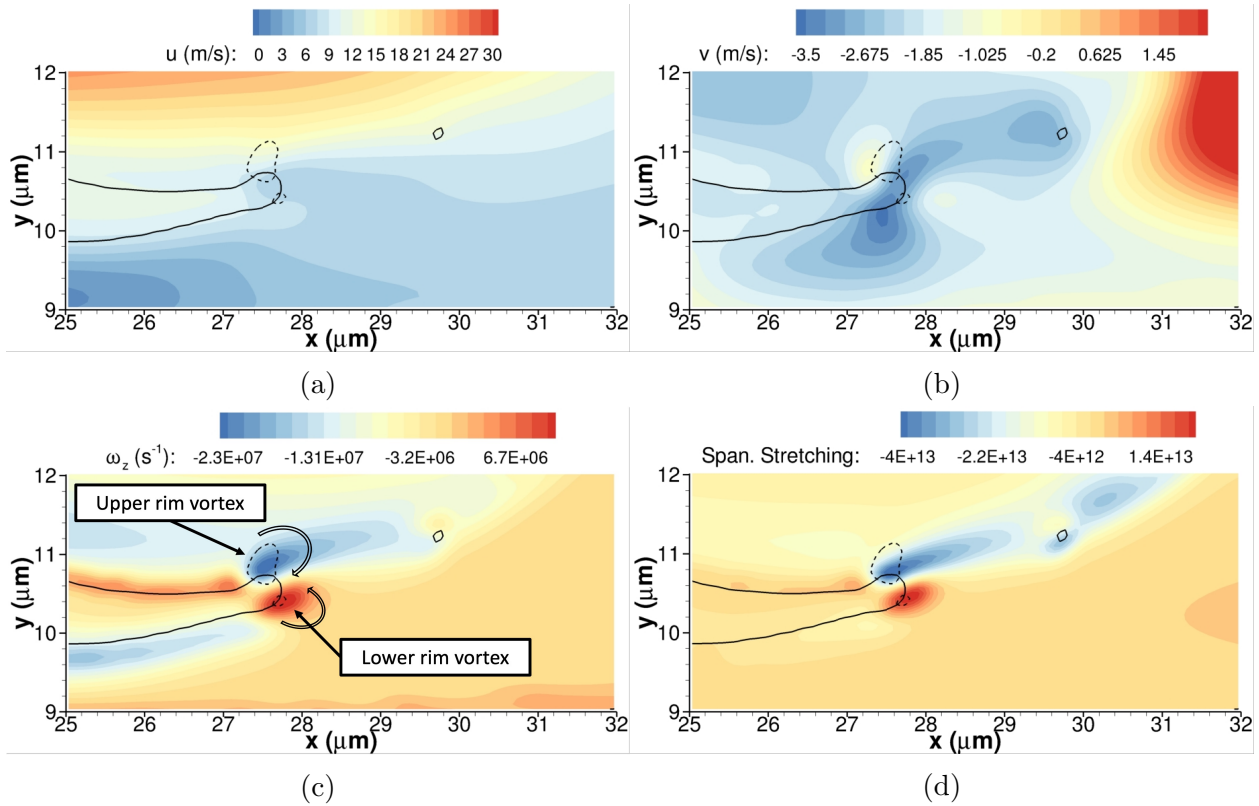 u (m/s): 0 3 6 9 12 15 18 21 24 27 30
12
11
10
9
y (μm)
25 26 27 28 29 30 31 32
x (μm)
(a)
v (m/s): -3.5 -2.675 -1.85 -1.025 -0.2 0.625 1.45
12
11
10
9
y (μm)
25 26 27 28 29 30 31 32
x (μm)
(b)
ωz (s-1): -2.3E+07 -1.31E+07 -3.2E+06 6.7E+06
12
11
10
9
y (μm)
Upper rim vortex
Lower rim vortex
25 26 27 28 29 30 31 32
x (μm)
(c)
Span. Stretching: -4E+13 -2.2E+13 -4E+12 1.4E+13
12
11
10
9
y (μm)
25 26 27 28 29 30 31 32
x (μm)
(d)